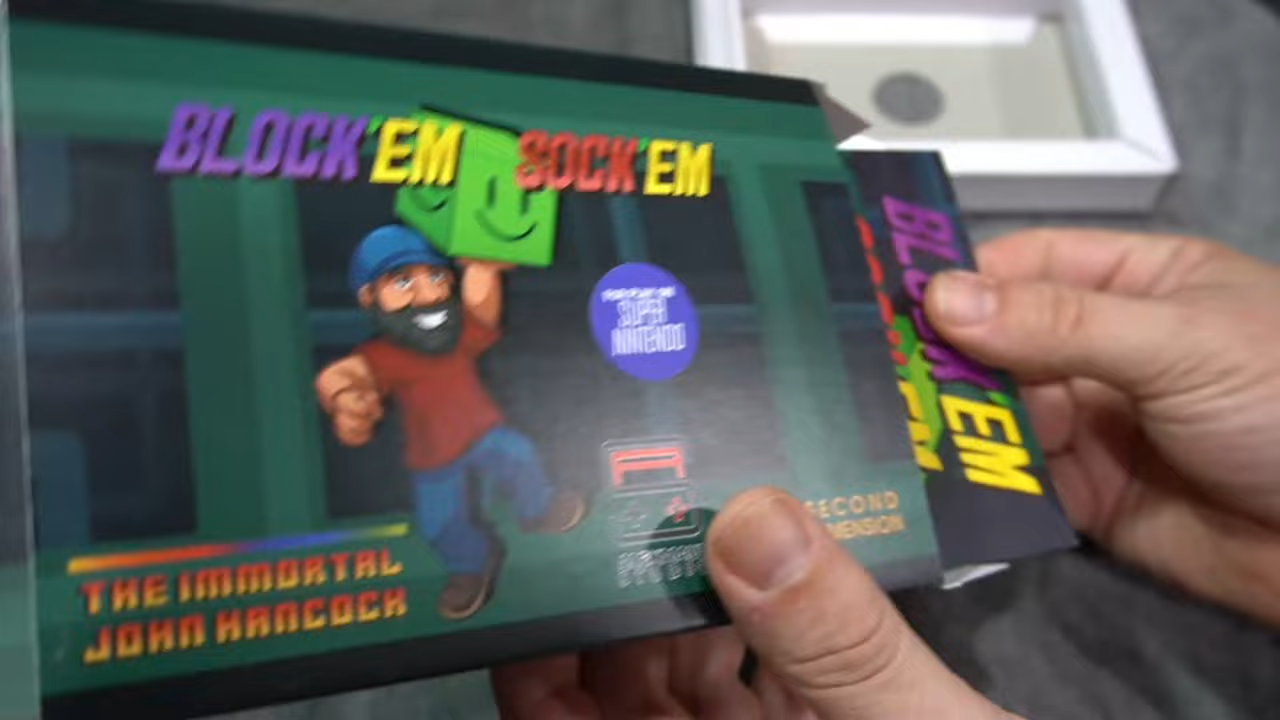 BLOCK'EM SOCK'EM
SUPER
NINTENDO
SECOND
THE IMMORTAL
JOHN HANCOCK
BLOCK'EM